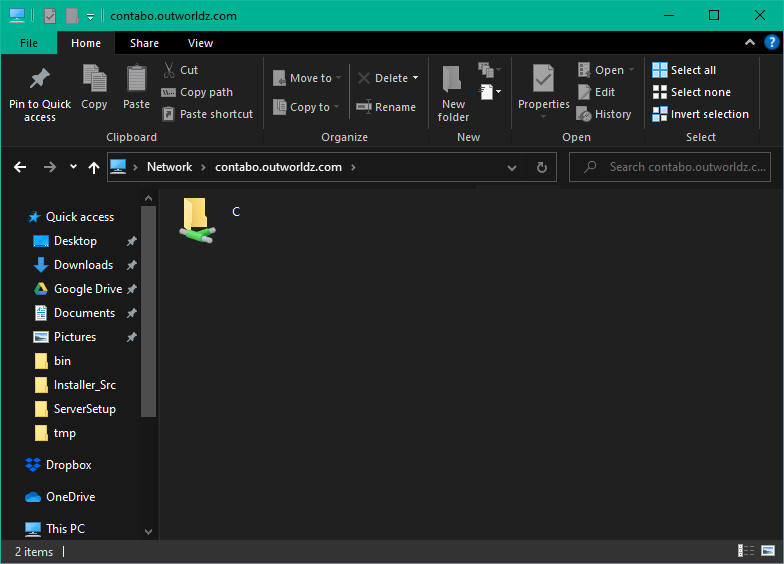 contabo.outworldz.com
File Home Share View
Pin to Quick access
Copy
Paste
Cut
Copy path
Paste shortcut
Clipboard
Move to
Copy to
Delete
Rename
Organize
New folder
New
Properties
Open
Edit
History
Open
Select all
Select none
Invert selection
Select
Network > contabo.outworldz.com >
Search contabo.outworldz.c...
Quick access
Desktop
Downloads
Google Drive
Documents
Pictures
bin
Installer_Src
ServerSetup
tmp
Dropbox
OneDrive
This PC
C
2 items